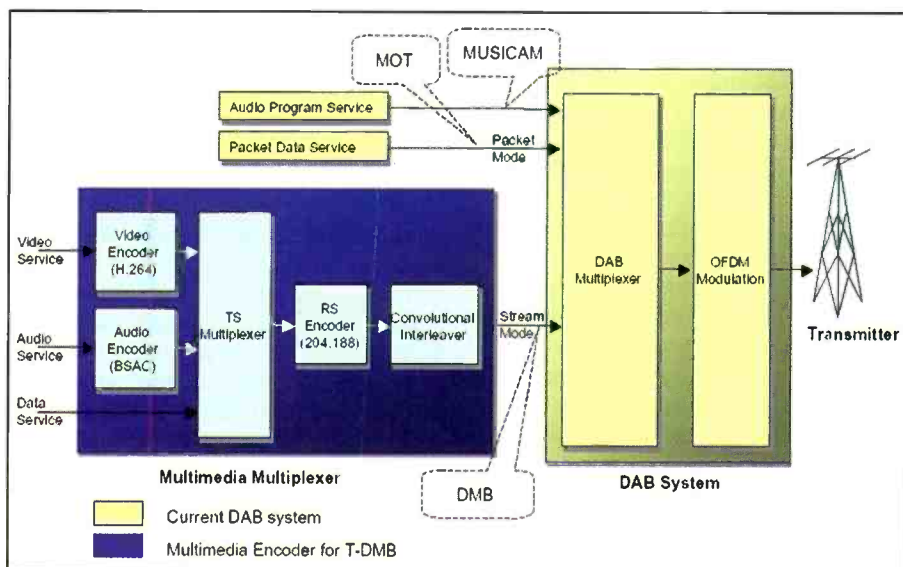 MOT
MUSICAM
Audio Program Service
Packet Data Service
Packet
Mode
Video
Service
Video
Encoder
(H.264)
Audio
Service
Audio
Encoder
(BSAC)
Data
Service
TS
Multiplexer
RS
Encoder
(204,188)
Convolutional
Interleaver
Stream
Mode
DAB
Multiplexer
OFDM
Modulation
Transmitter
Multimedia Multiplexer
DMB
DAB System
Current DAB system
Multimedia Encoder for T-DMB